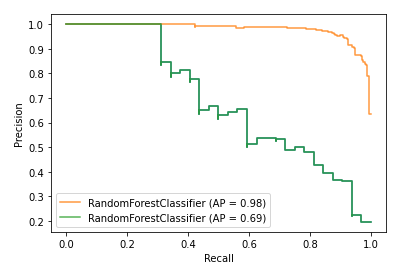 1.0
0.9
0.8
0.7
0.6
0.5
0.4
0.3
0.2
Precision
RandomForestClassifier (AP = 0.98)
RandomForestClassifier (AP = 0.69)
0.0 0.2 0.4 0.6 0.8 1.0
Recall